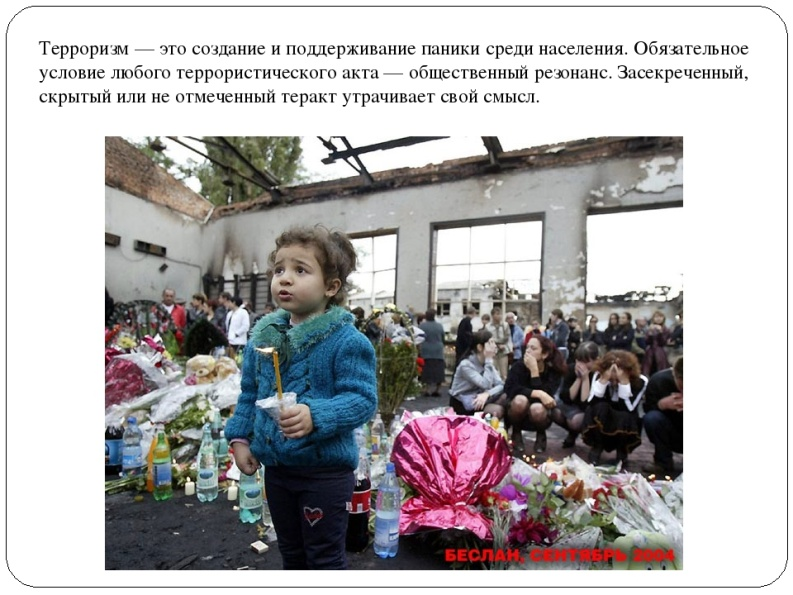 Терроризм — это создание и поддерживание паники среди населения. Обязательное
условие любого террористического акта — общественный резонанс. Засекреченный,
скрытый или не отмеченный теракт утрачивает свой смысл.
БЕСЛАН, СЕНТЯБРЬ 2004